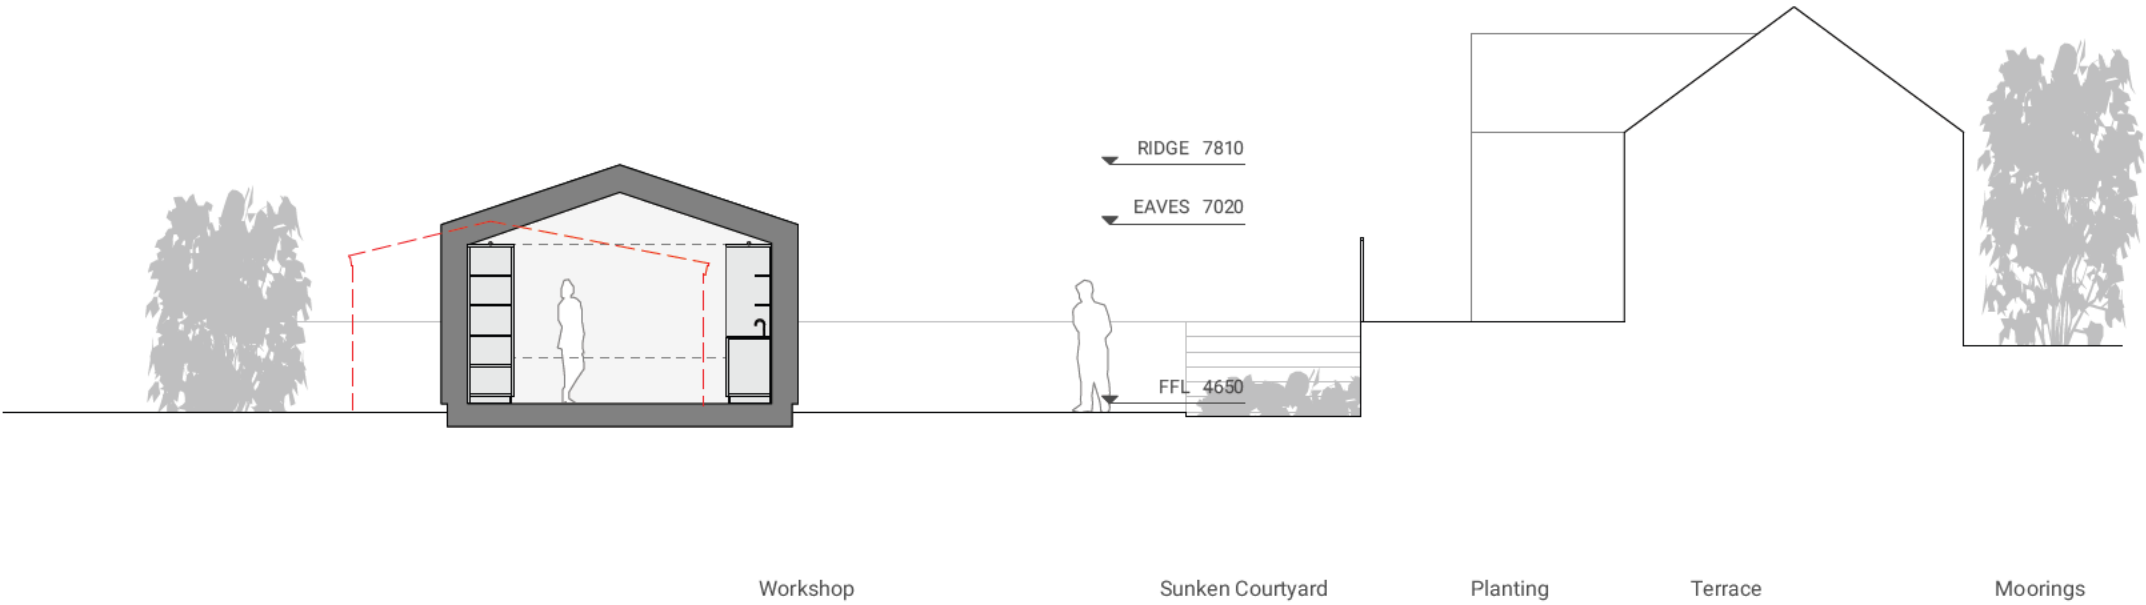 RIDGE 7810
EAVES 7020
FFL 4650
Workshop Sunken Courtyard Planting Terrace Moorings